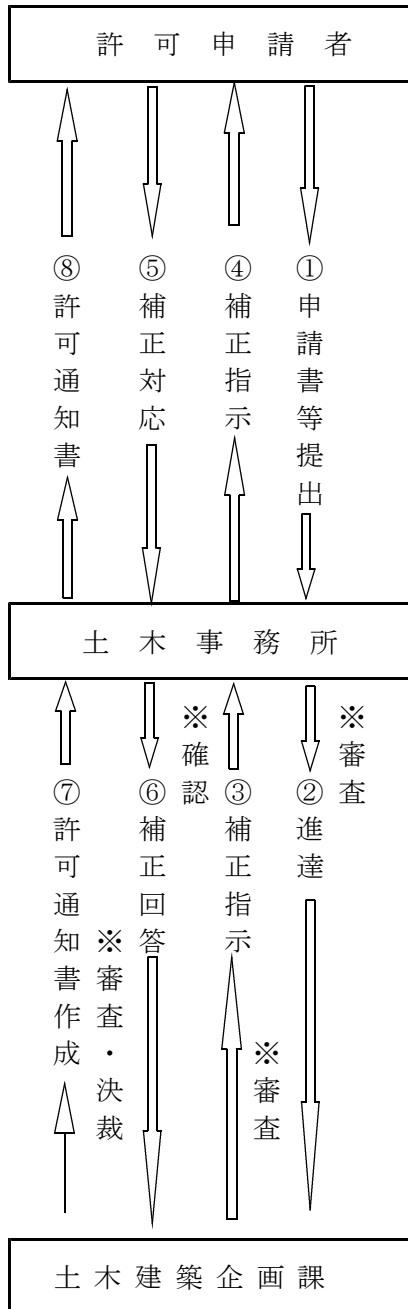 許可申請者
①申請書等提出
④補正指示
⑤補正対応
⑧許可通知書
土木事務所
※審査
②進達
③補正指示
※審査
※確認
⑥補正回答
※審査・決裁
⑦許可通知書作成
土木建築企画課